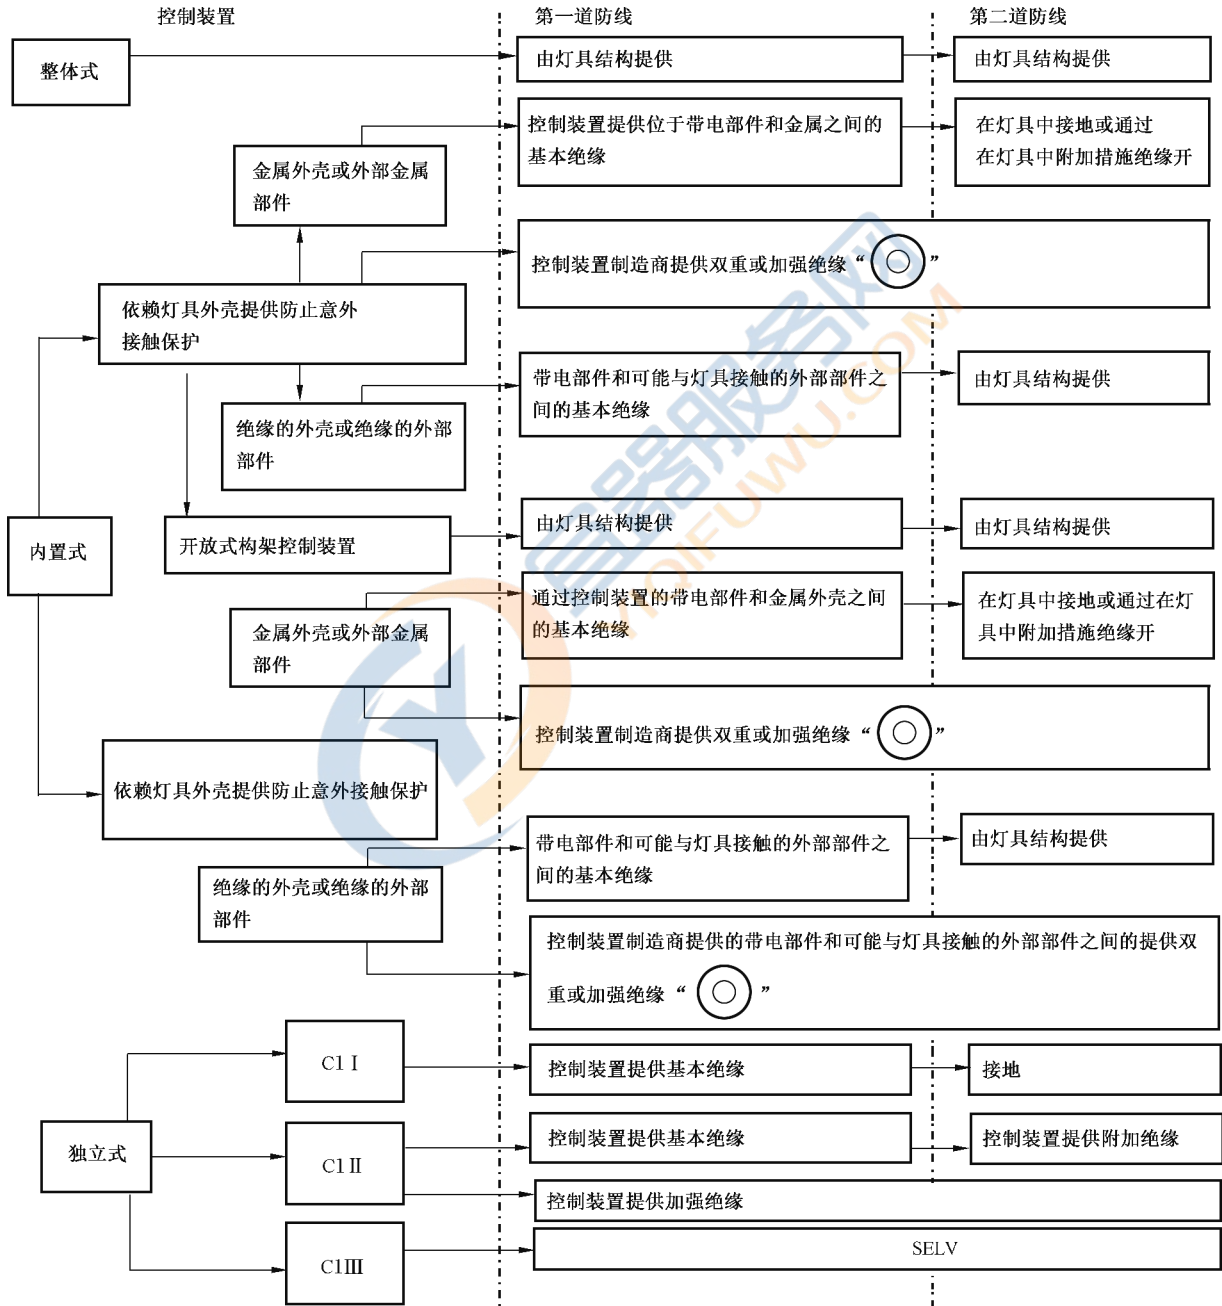 控制装置
第一道防线
第二道防线
整体式
由灯具结构提供
由灯具结构提供
控制装置提供位于带电部件和金属之间的
基本绝缘
在灯具中接地或通过
在灯具中附加措施绝缘开
金属外壳或外部金属
部件
控制装置制造商提供双重或加强绝缘“ ”
依赖灯具外壳提供防止意外
接触保护
带电部件和可能与灯具接触的外部部件之
间的基本绝缘
由灯具结构提供
绝缘的外壳或绝缘的外部
部件
内置式
开放式构架控制装置
由灯具结构提供
由灯具结构提供
通过控制装置的带电部件和金属外壳之间
的基本绝缘
在灯具中接地或通过在灯
具中附加措施绝缘开
金属外壳或外部金属
部件
控制装置制造商提供双重或加强绝缘“ ”
依赖灯具外壳提供防止意外接触保护
带电部件和可能与灯具接触的外部部件之
间的基本绝缘
由灯具结构提供
绝缘的外壳或绝缘的外部
部件
控制装置制造商提供的带电部件和可能与灯具接触的外部部件之间的提供双
重或加强绝缘“ ”
C1Ⅰ
控制装置提供基本绝缘
接地
独立式
C1Ⅱ
控制装置提供基本绝缘
控制装置提供附加绝缘
控制装置提供加强绝缘
C1Ⅲ
SELV
仪器服务网
YIQIFUWU.COM